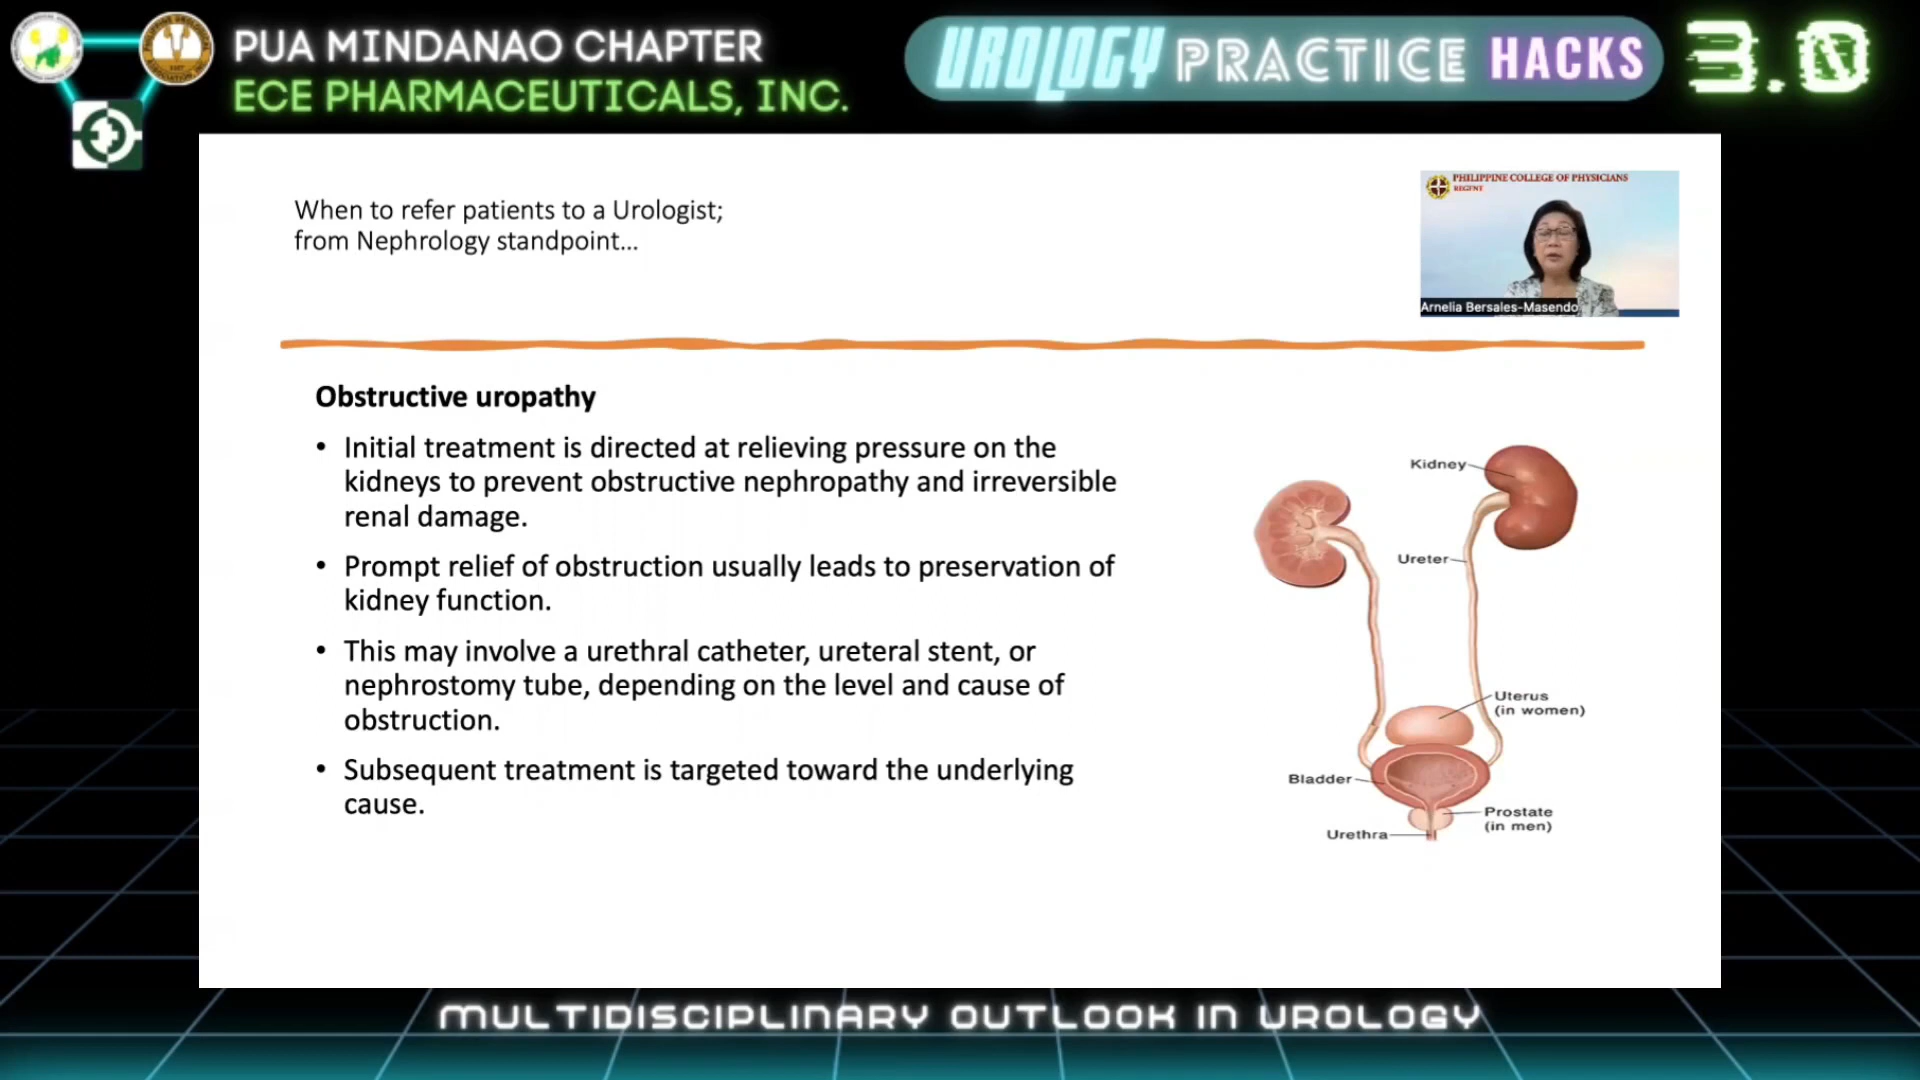 PUA MINDANAO CHAPTER
ECE PHARMACEUTICALS, INC.
UROLOGY PRACTICE HACKS 3.0
When to refer patients to a Urologist;
from Nephrology standpoint...
PHILIPPINE COLLEGE OF PHYSICIANS
REGENT
Arnelia Bersales-Masendo
Obstructive uropathy
• Initial treatment is directed at relieving pressure on the
kidneys to prevent obstructive nephropathy and irreversible
renal damage.
• Prompt relief of obstruction usually leads to preservation of
kidney function.
• This may involve a urethral catheter, ureteral stent, or
nephrostomy tube, depending on the level and cause of
obstruction.
• Subsequent treatment is targeted toward the underlying
cause.
Kidney
Ureter
Uterus
(in women)
Bladder
Prostate
(in men)
Urethra
MULTIDISCIPLINARY OUTLOOK IN UROLOGY